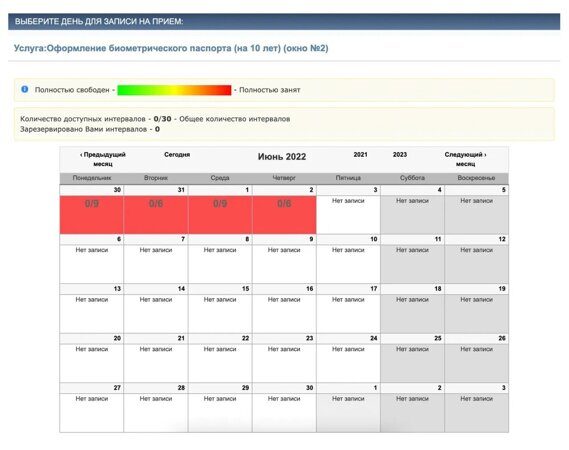 ВЫБЕРИТЕ ДЕНЬ ДЛЯ ЗАПИСИ НА ПРИЕМ:
Услуга:Оформление биометрического паспорта (на 10 лет) (окно №2)
Полностью свободен - - Полностью занят
Количество доступных интервалов - 0/30 - Общее количество интервалов
Зарезервировано Вами интервалов - 0
‹ Предыдущий месяц Сегодня Июнь 2022 2021 2023 Следующий › месяц
Понедельник Вторник Среда Четверг Пятница Суббота Воскресенье
30 31 1 2 3 4 5
0/9 0/6 0/9 0/6 Нет записи Нет записи Нет записи
6 7 8 9 10 11 12
Нет записи Нет записи Нет записи Нет записи Нет записи Нет записи Нет записи
13 14 15 16 17 18 19
Нет записи Нет записи Нет записи Нет записи Нет записи Нет записи Нет записи
20 21 22 23 24 25 26
Нет записи Нет записи Нет записи Нет записи Нет записи Нет записи Нет записи
27 28 29 30 1 2 3
Нет записи Нет записи Нет записи Нет записи Нет записи Нет записи Нет записи